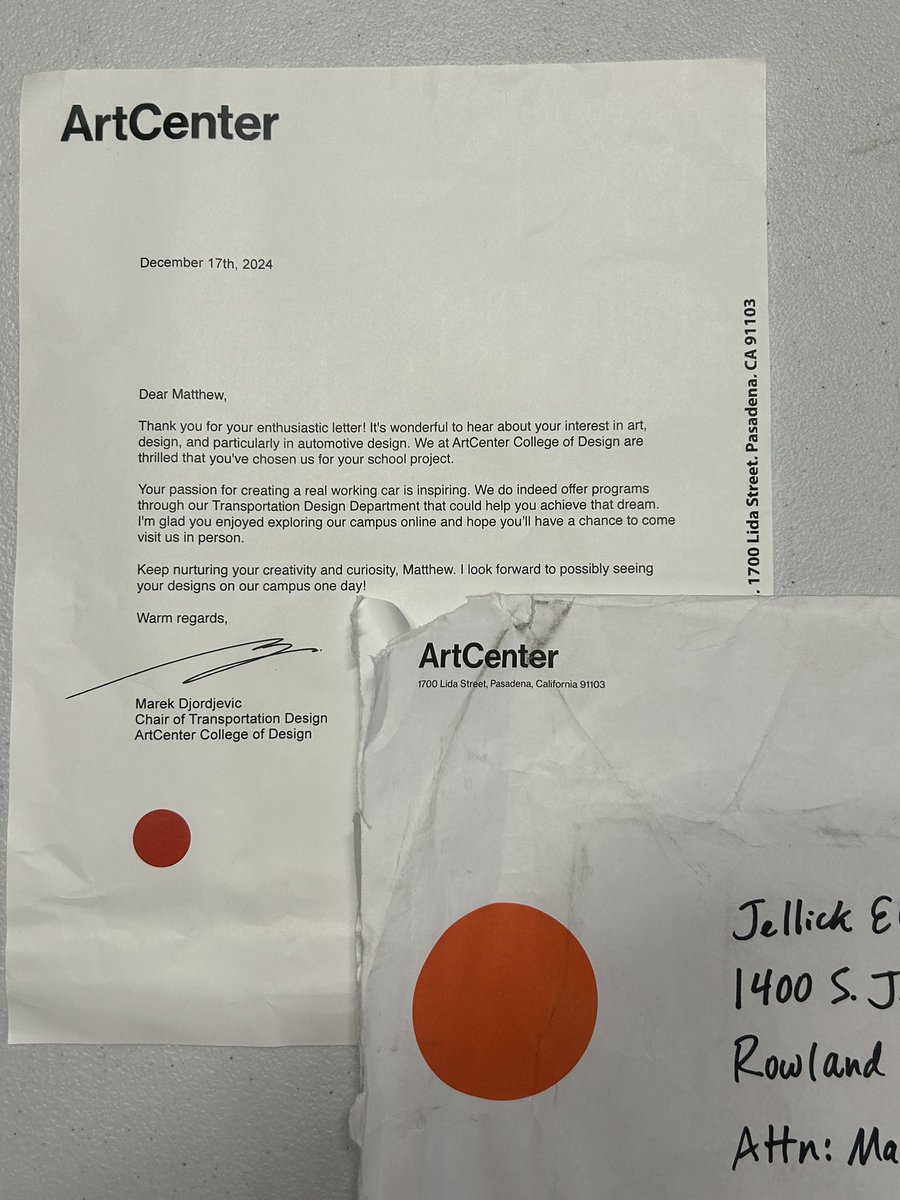 ArtCenter
December 17th, 2024
Dear Matthew,
Thank you for your enthusiastic letter! It's wonderful to hear about your interest in art,
design, and particularly in automotive design. We at ArtCenter College of Design are
thrilled that you've chosen us for your school project.
Your passion for creating a real working car is inspiring. We do indeed offer programs
through our Transportation Design Department that could help you achieve that dream.
I'm glad you enjoyed exploring our campus online and hope you'll have a chance to come
visit us in person.
Keep nurturing your creativity and curiosity, Matthew. I look forward to possibly seeing
your designs on our campus one day!
Warm regards,
Marek Djordjevic
Chair of Transportation Design
ArtCenter College of Design
1700 Lida Street. Pasadena. CA 91103
ArtCenter
1700 Lida Street, Pasadena, California 91103
Jellick
1400 S.
Rowland
Attn: